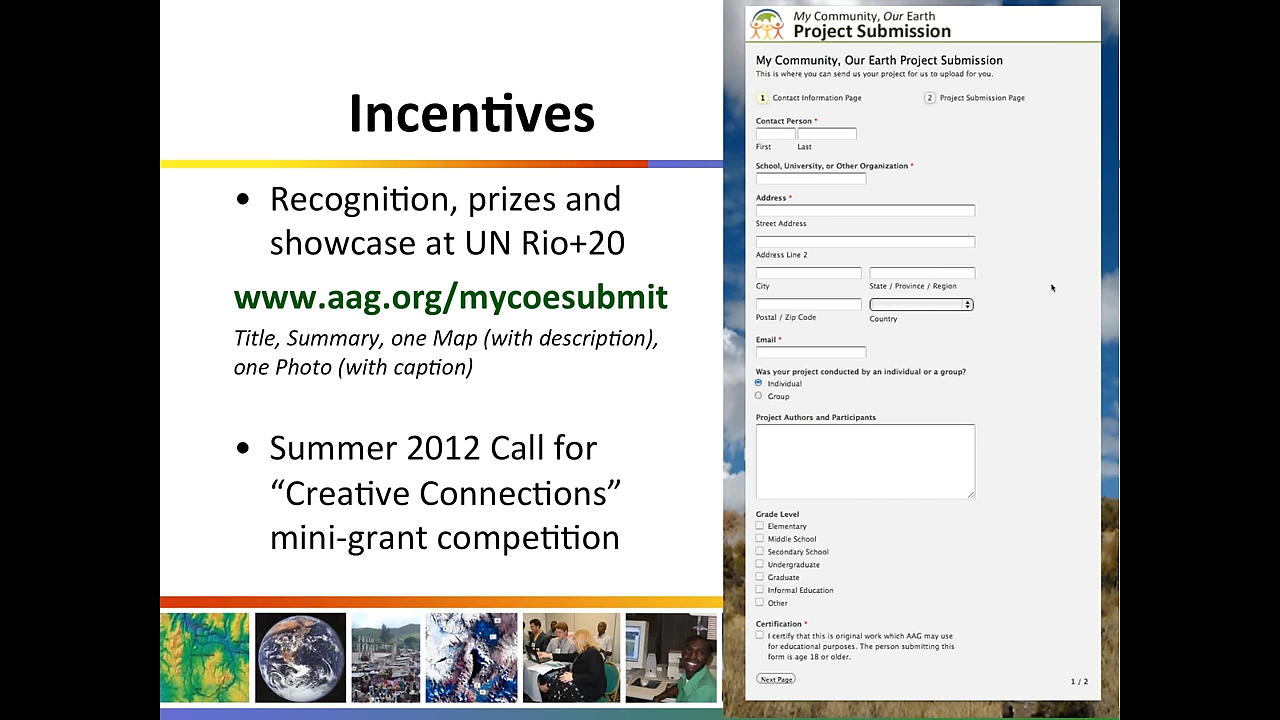 Incentives
• Recognition, prizes and
showcase at UN Rio+20
www.aag.org/mycoesubmit
Title, Summary, one Map (with description),
one Photo (with caption)
• Summer 2012 Call for
“Creative Connections”
mini-grant competition
My Community, Our Earth
Project Submission
My Community, Our Earth Project Submission
This is where you can send us your project for us to upload for you.
1 Contact Information Page 2 Project Submission Page
Contact Person *
First Last
School, University, or Other Organization *
Address *
Street Address
Address Line 2
City State / Province / Region
Postal / Zip Code Country
Email *
Was your project conducted by an individual or a group?
Individual
Group
Project Authors and Participants
Grade Level
Elementary
Middle School
Secondary School
Undergraduate
Graduate
Informal Education
Other
Certification *
I certify that this is original work which AAG may use
for educational purposes. The person submitting this
form is age 18 or older.
Next Page
1 / 2